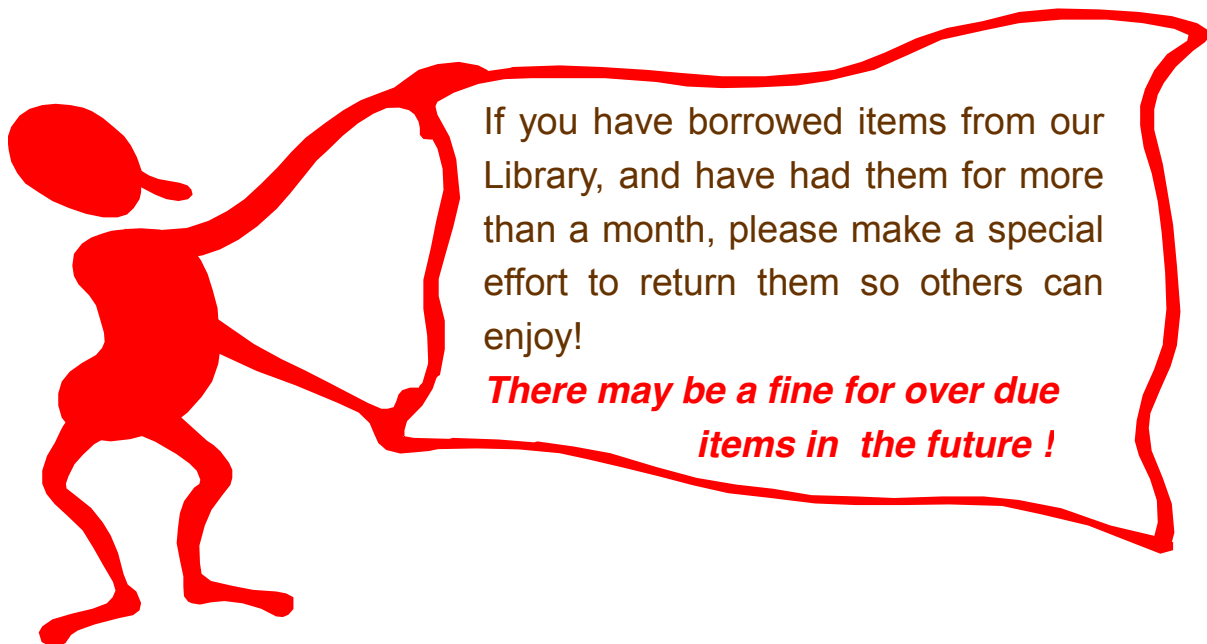 If you have borrowed items from our
Library, and have had them for more
than a month, please make a special
effort to return them so others can
enjoy!
There may be a fine for over due
items in  the future !